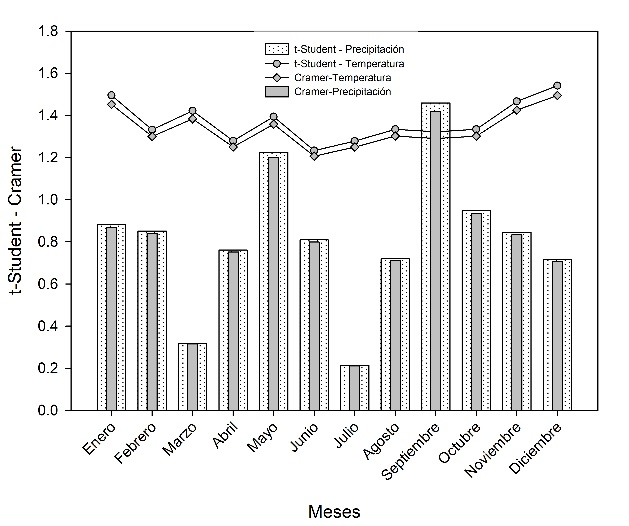 1.8
1.6
1.4
1.2
1.0
0.8
0.6
0.4
0.2
0.0
t-Student - Cramer
t-Student - Precipitación
t-Student - Temperatura
Cramer-Temperatura
Cramer-Precipitación
Enero
Febrero
Marzo
Abril
Mayo
Junio
Julio
Agosto
Septiembre
Octubre
Noviembre
Diciembre
Meses